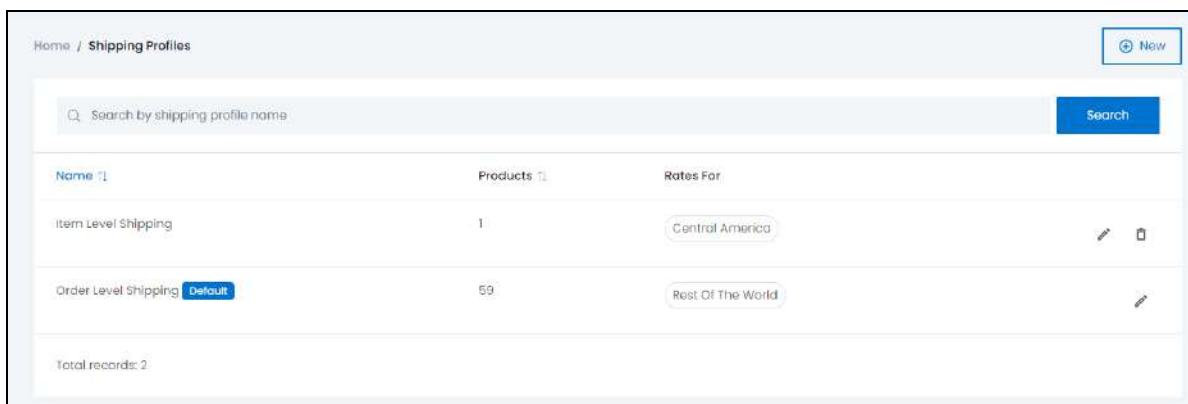 Home / Shipping Profiles
New
Search by shipping profile name
Search
Name Products Rates For
Item Level Shipping 1 Central America
Order Level Shipping Default 59 Rest Of The World
Total records: 2